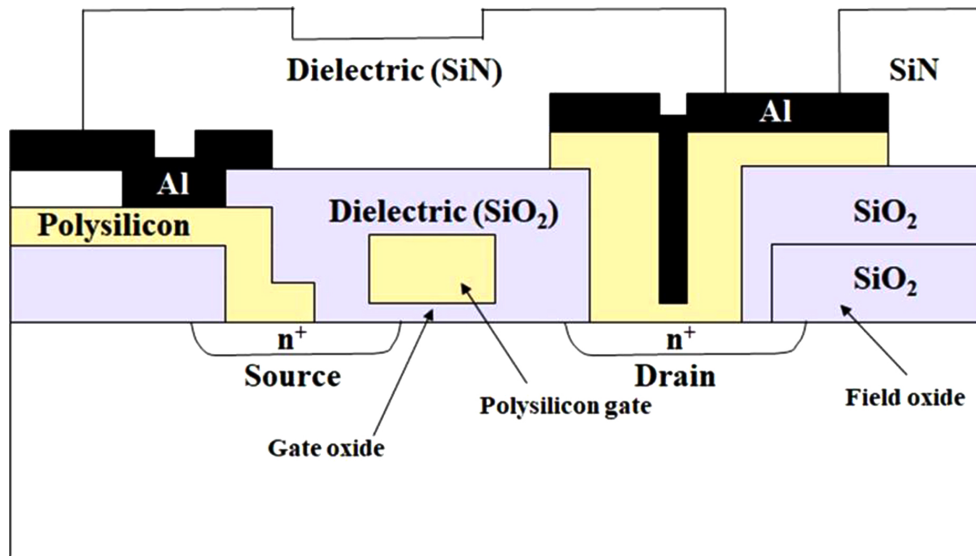 Dielectric (SiN)
SiN
Al
Al
Polysilicon
Dielectric (SiO₂)
SiO₂
SiO₂
n⁺
n⁺
Source
Drain
Polysilicon gate
Field oxide
Gate oxide